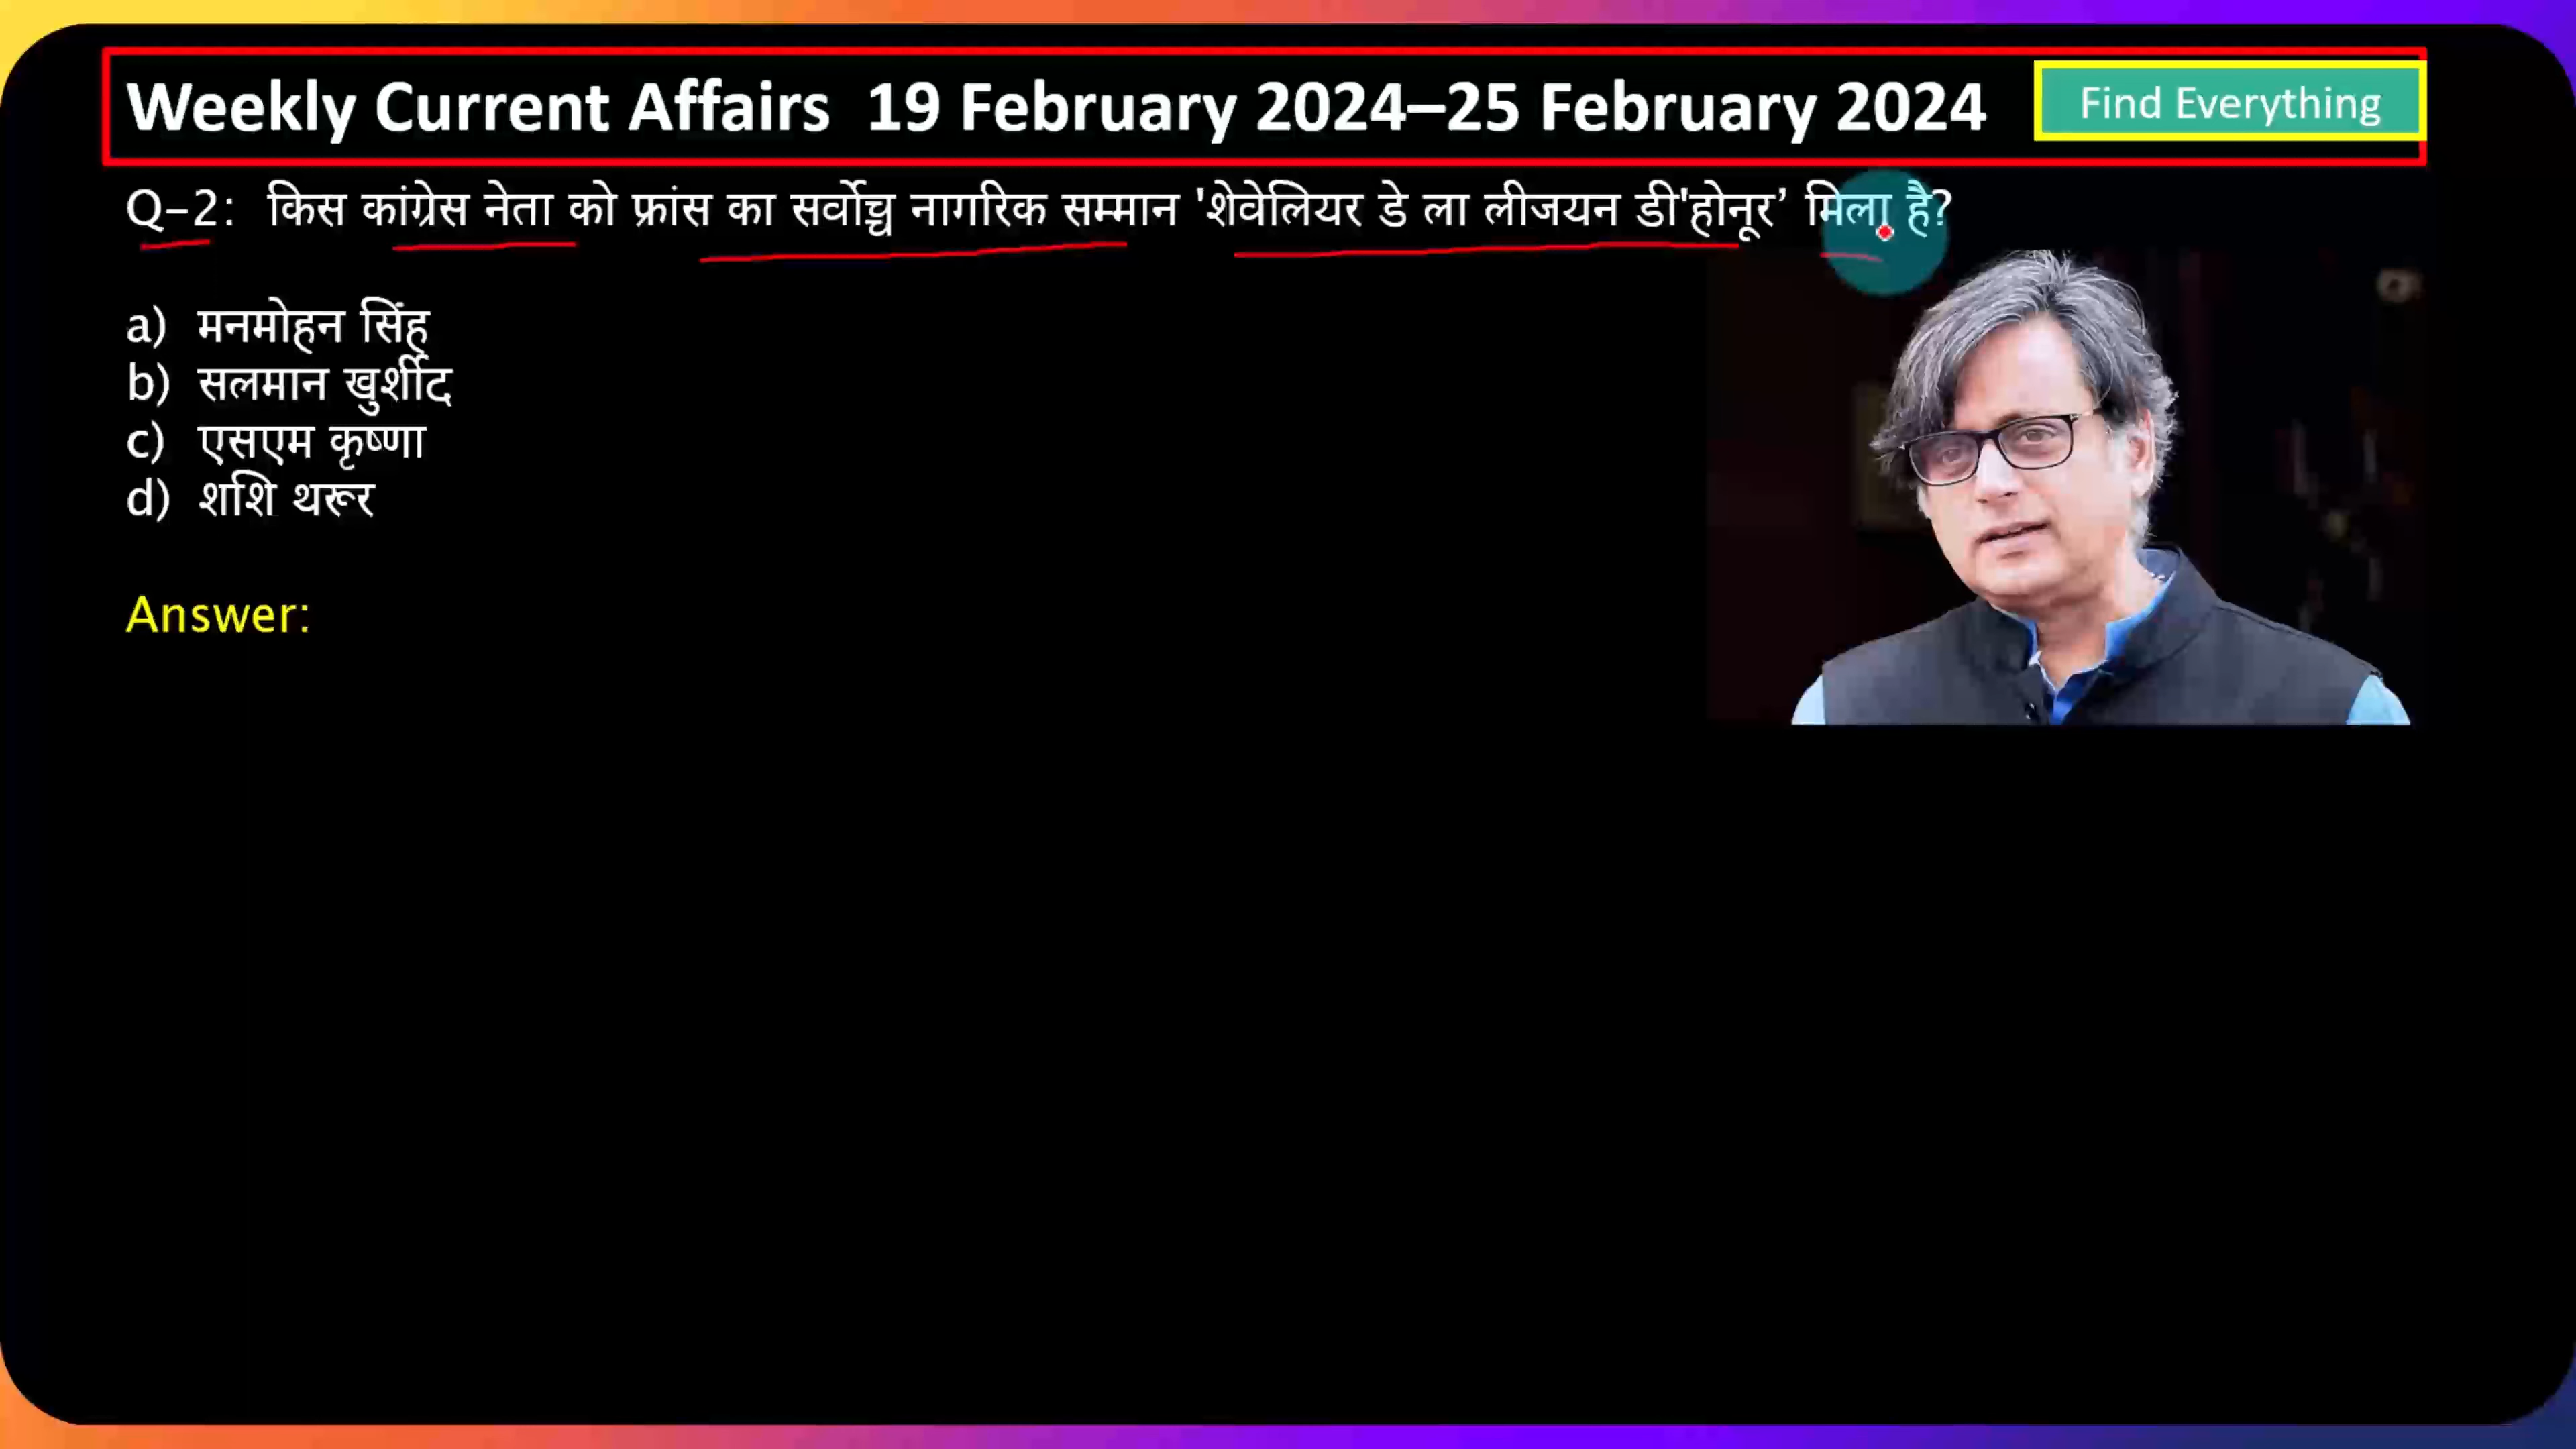 Weekly Current Affairs 19 February 2024–25 February 2024
Find Everything
Q-2: किस कांग्रेस नेता को फ्रांस का सर्वोच्च नागरिक सम्मान 'शेवेलियर डे ला लीजयन डी'होनूर’ मिला है?
a) मनमोहन सिंह
b) सलमान खुर्शीद
c) एसएम कृष्णा
d) शशि थरूर
Answer: